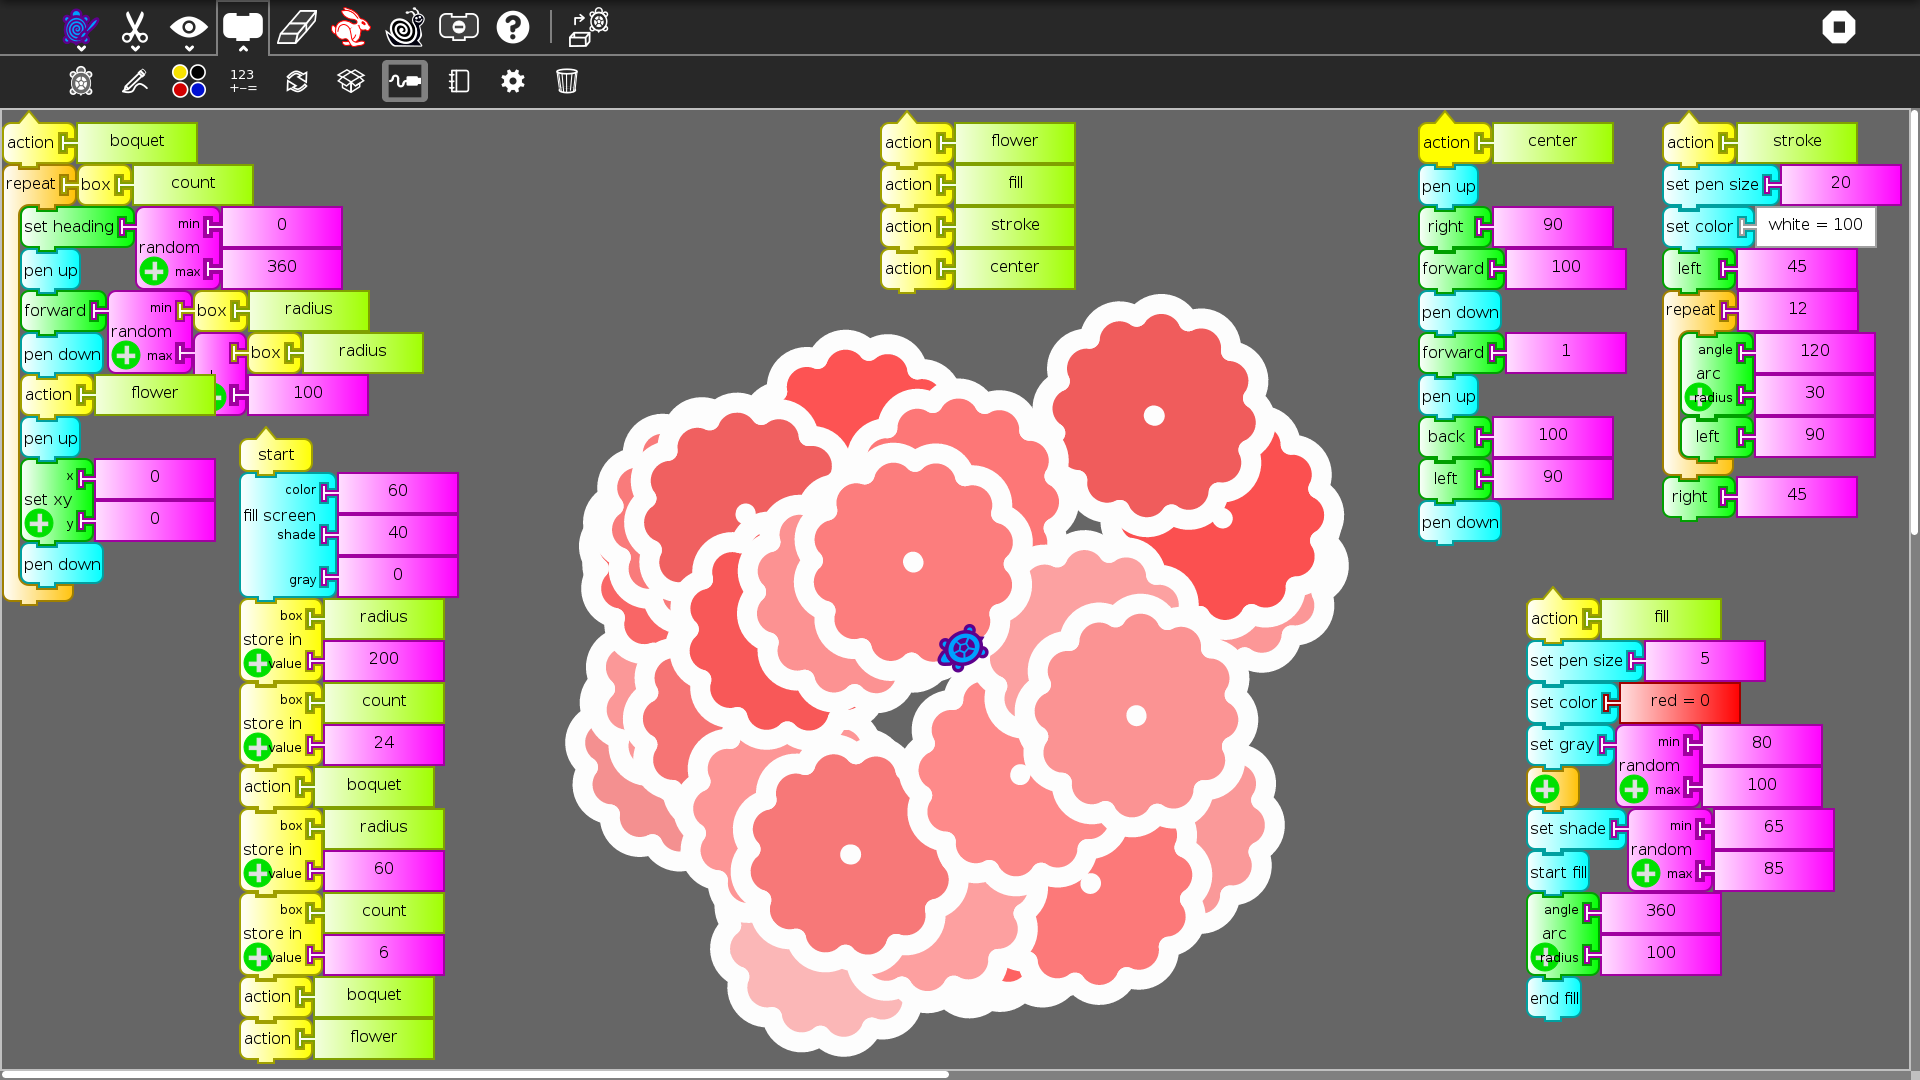 123
+-=
?
action boquet
repeat box count
set heading min 0
random
max 360
pen up
forward min box radius
random
max box radius
pen down
100
action flower
pen up
x 0
set xy
y 0
pen down
start
color 60
fill screen
shade 40
gray 0
box radius
store in
value 200
box count
store in
value 24
action boquet
box radius
store in
value 60
box count
store in
value 6
action boquet
action flower
action flower
action fill
action stroke
action center
action center
pen up
right 90
forward 100
pen down
forward 1
pen up
back 100
left 90
pen down
action stroke
set pen size 20
set color white = 100
left 45
repeat 12
angle 120
arc
radius 30
left 90
right 45
action fill
set pen size 5
set color red = 0
set gray min 80
random
max 100
set shade min 65
random
max 85
start fill
angle 360
arc
radius 100
end fill